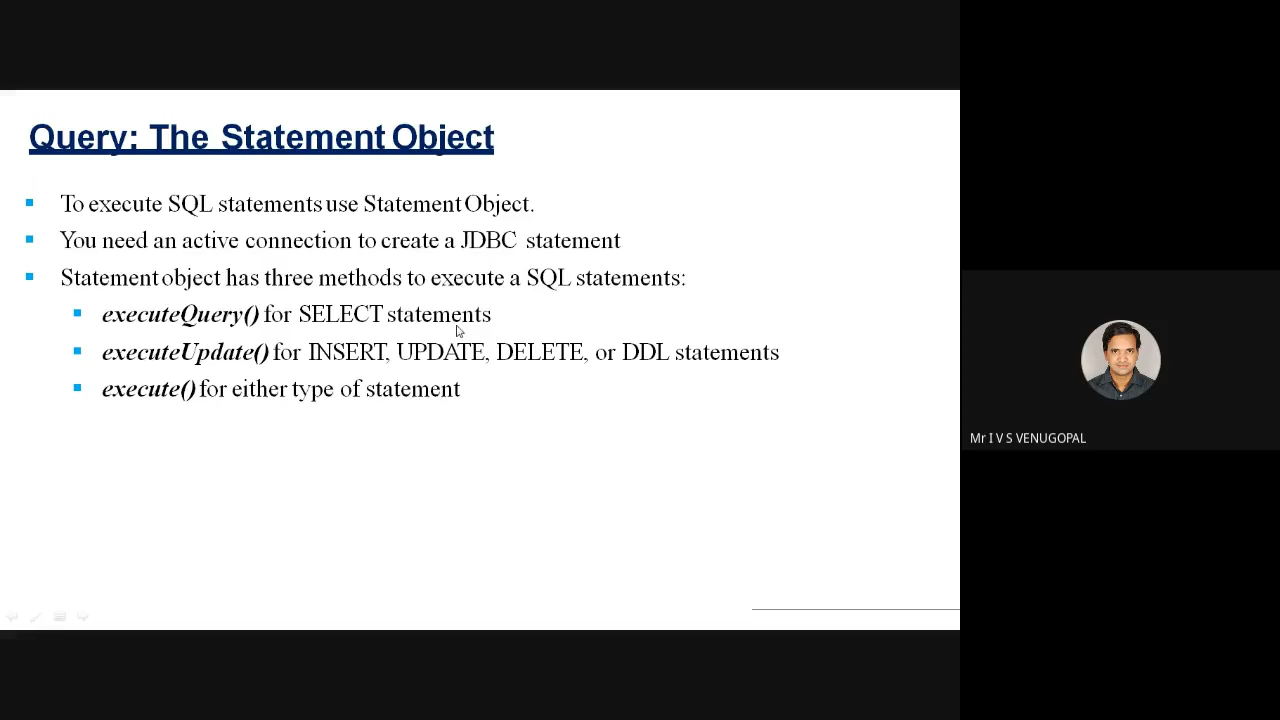 Query: The Statement Object
To execute SQL statements use Statement Object.
You need an active connection to create a JDBC statement
Statement object has three methods to execute a SQL statements:
executeQuery() for SELECT statements
executeUpdate() for INSERT, UPDATE, DELETE, or DDL statements
execute() for either type of statement
Mr I V S VENUGOPAL